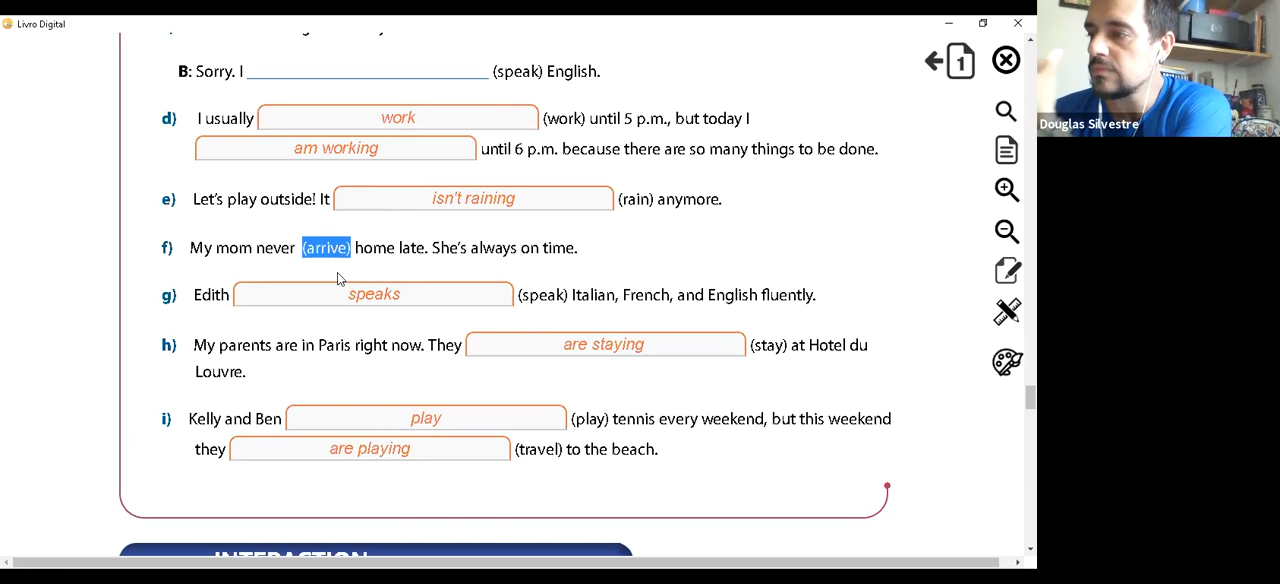 Livro Digital
B: Sorry. I ______________________________ (speak) English.
1
d) I usually work (work) until 5 p.m., but today I
am working until 6 p.m. because there are so many things to be done.
e) Let's play outside! It isn't raining (rain) anymore.
f) My mom never (arrive) home late. She's always on time.
g) Edith speaks (speak) Italian, French, and English fluently.
h) My parents are in Paris right now. They are staying (stay) at Hotel du
Louvre.
i) Kelly and Ben play (play) tennis every weekend, but this weekend
they are playing (travel) to the beach.
INTERACTION
Douglas Silvestre